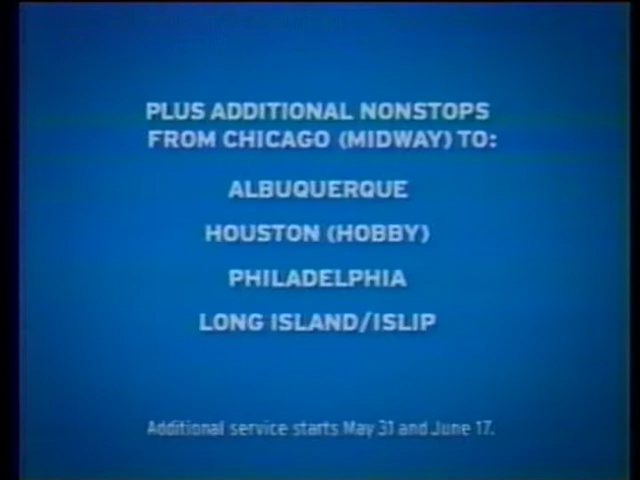 PLUS ADDITIONAL NONSTOPS
FROM CHICAGO (MIDWAY) TO:
ALBUQUERQUE
HOUSTON (HOBBY)
PHILADELPHIA
LONG ISLAND/ISLIP
Additional service starts May 31 and June 17.